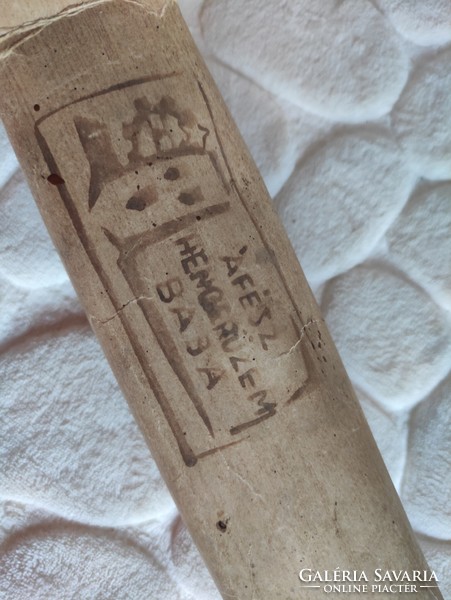 ÁFÉSZ
HENGERÜZEM
BAJA
GALÉRIA SAVARIA
ONLINE PIACTÉR